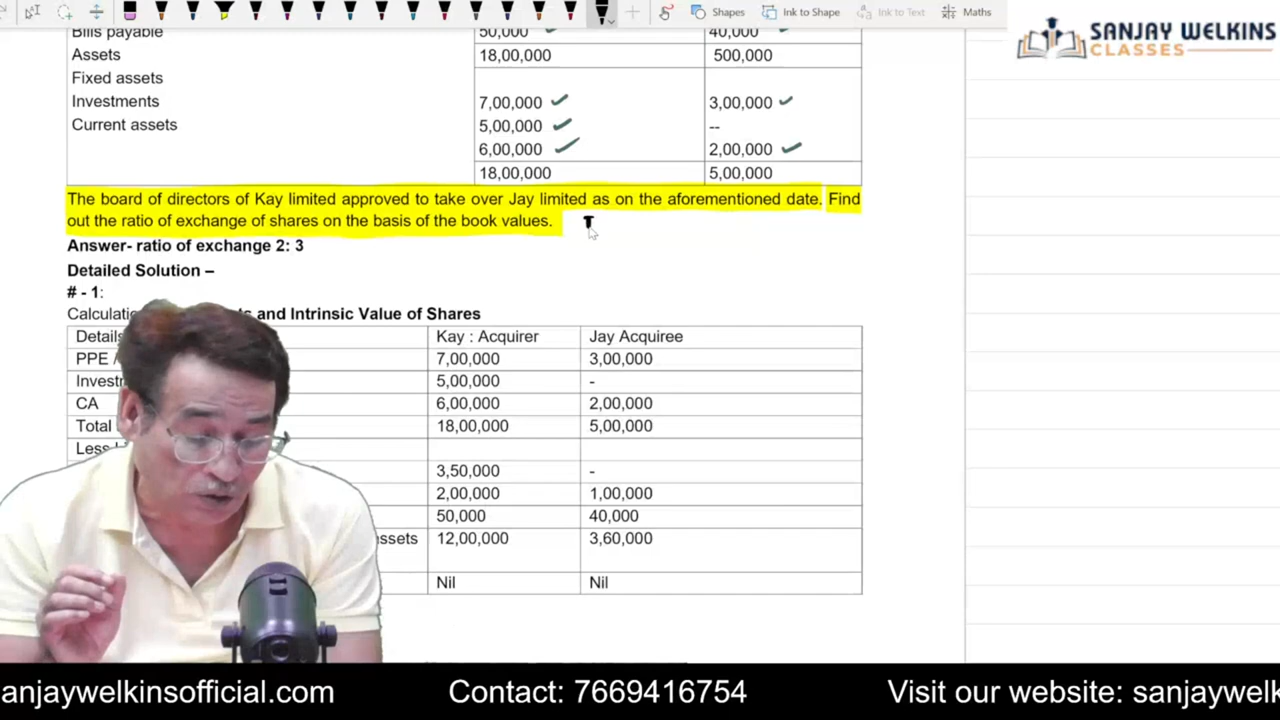 Shapes Ink to Shape Ink to Text Maths
SANJAY WELKINS
CLASSES
Bills payable 50,000 40,000
Assets 18,00,000 500,000
Fixed assets
Investments 7,00,000 3,00,000
Current assets 5,00,000 --
6,00,000 2,00,000
18,00,000 5,00,000
The board of directors of Kay limited approved to take over Jay limited as on the aforementioned date. Find
out the ratio of exchange of shares on the basis of the book values.
Answer- ratio of exchange 2: 3
Detailed Solution –
# - 1:
and Intrinsic Value of Shares
Kay : Acquirer Jay Acquiree
PPE / 7,00,000 3,00,000
5,00,000 -
CA 6,00,000 2,00,000
Total 18,00,000 5,00,000
Less
3,50,000 -
2,00,000 1,00,000
50,000 40,000
12,00,000 3,60,000
Nil Nil
anjaywelkinsofficial.com Contact: 7669416754 Visit our website: sanjaywelk